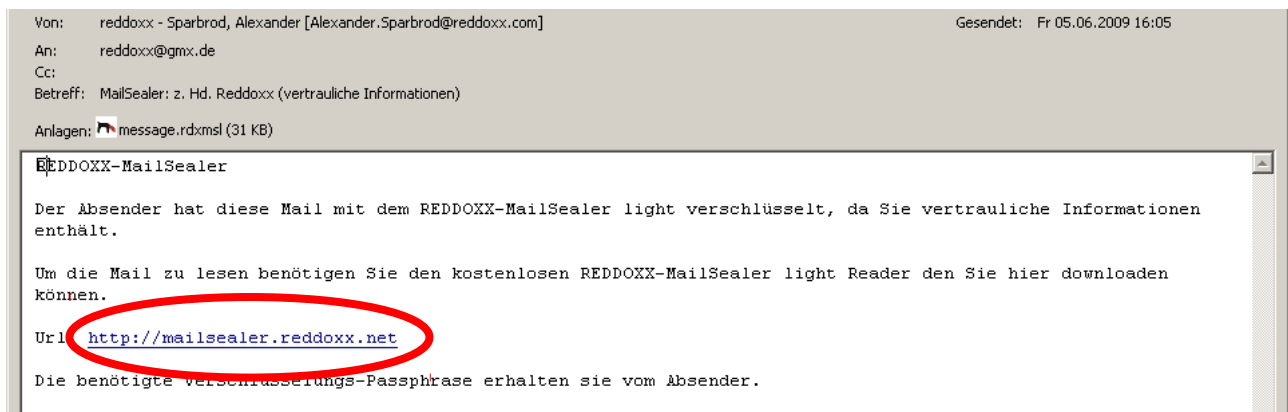 Von: reddoxx - Sparbrod, Alexander [Alexander.Sparbrod@reddoxx.com] Gesendet: Fr 05.06.2009 16:05
An: reddoxx@gmx.de
Cc:
Betreff: MailSealer: z. Hd. Reddoxx (vertrauliche Informationen)
Anlagen: message.rdxmsl (31 KB)
REDDOXX-MailSealer
Der Absender hat diese Mail mit dem REDDOXX-MailSealer light verschlüsselt, da Sie vertrauliche Informationen
enthält.
Um die Mail zu lesen benötigen Sie den kostenlosen REDDOXX-MailSealer light Reader den Sie hier downloaden
können.
Url http://mailsealer.reddoxx.net
Die benötigte Verschlüsselungs-Passphrase erhalten sie vom Absender.